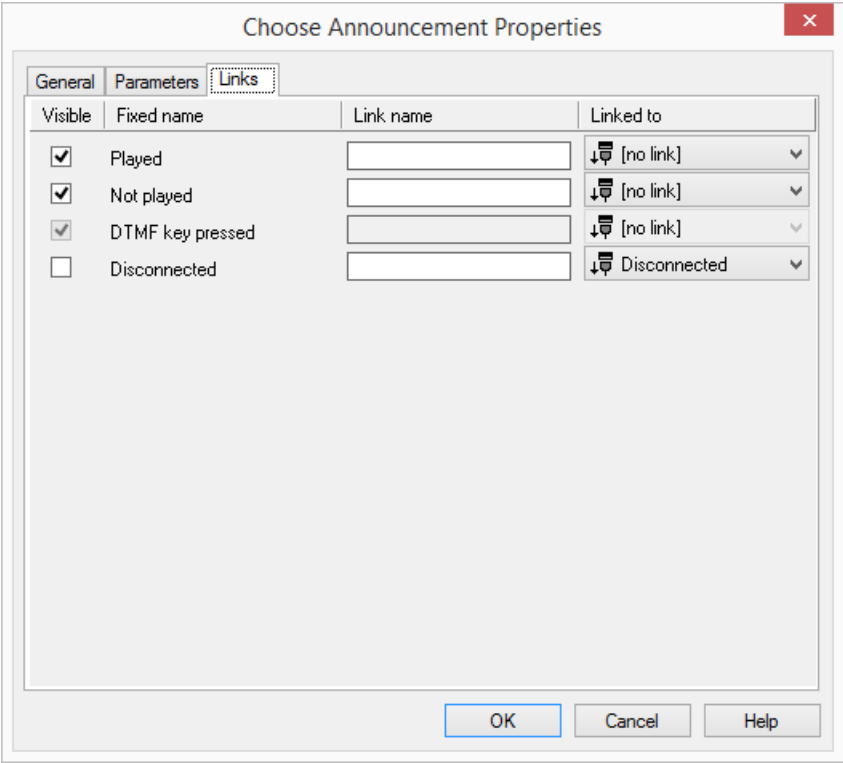 Choose Announcement Properties
General Parameters Links
Visible Fixed name Link name Linked to
Played [no link]
Not played [no link]
DTMF key pressed [no link]
Disconnected Disconnected
OK Cancel Help